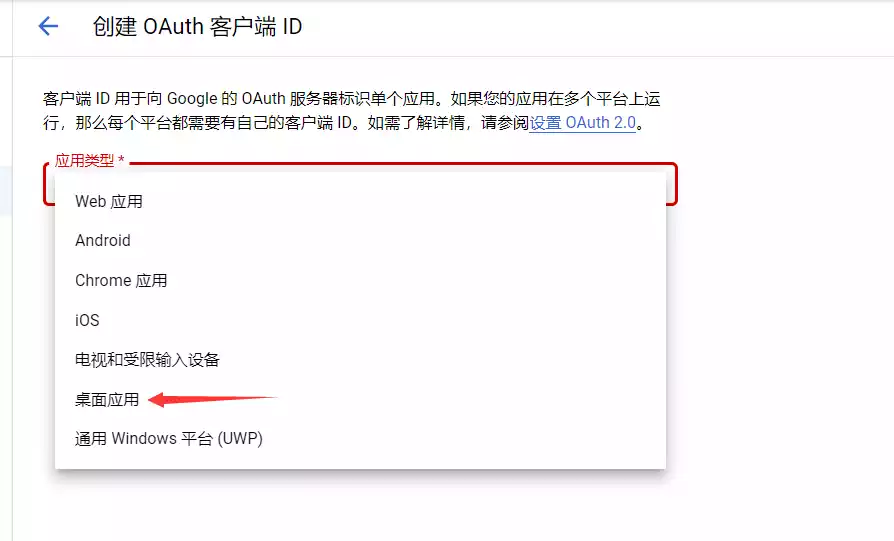 创建 OAuth 客户端 ID
客户端 ID 用于向 Google 的 OAuth 服务器标识单个应用。如果您的应用在多个平台上运
行，那么每个平台都需要有自己的客户端 ID。如需了解详情，请参阅设置 OAuth 2.0。
应用类型 *
Web 应用
Android
Chrome 应用
iOS
电视和受限输入设备
桌面应用
通用 Windows 平台 (UWP)